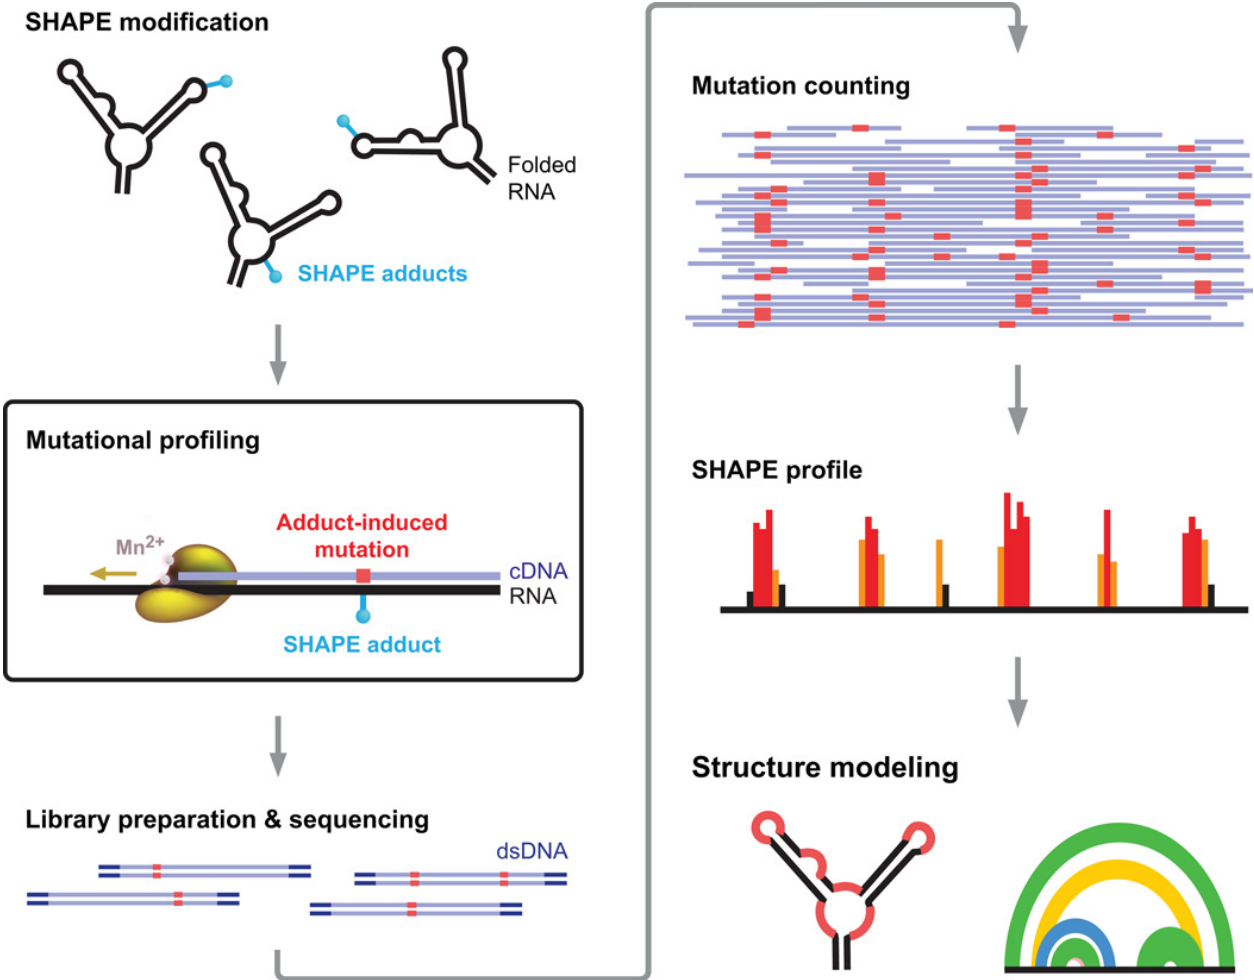 SHAPE modification
Folded
RNA
SHAPE adducts
Mutational profiling
Mn2+
Adduct-induced
mutation
cDNA
RNA
SHAPE adduct
Library preparation & sequencing
dsDNA
Mutation counting
SHAPE profile
Structure modeling